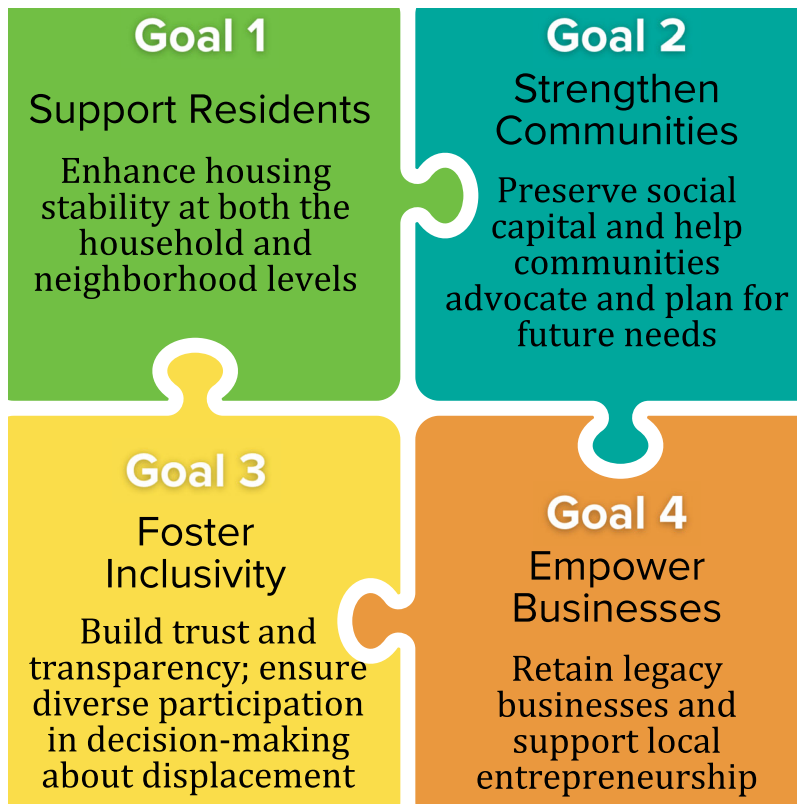 Goal 1
Support Residents
Enhance housing
stability at both the
household and
neighborhood levels
Goal 2
Strengthen
Communities
Preserve social
capital and help
communities
advocate and plan for
future needs
Goal 3
Foster
Inclusivity
Build trust and
transparency; ensure
diverse participation
in decision-making
about displacement
Goal 4
Empower
Businesses
Retain legacy
businesses and
support local
entrepreneurship